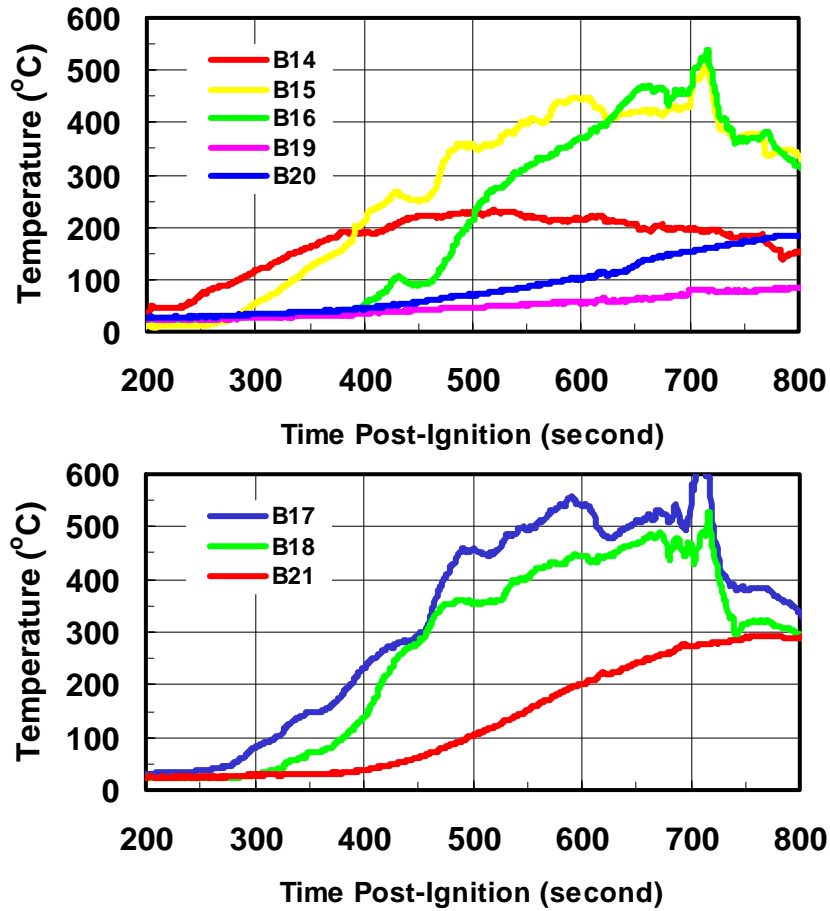 600
500
400
300
200
100
0
Temperature (°C)
B14
B15
B16
B19
B20
200 300 400 500 600 700 800
Time Post-Ignition (second)
600
500
400
300
200
100
0
Temperature (°C)
B17
B18
B21
200 300 400 500 600 700 800
Time Post-Ignition (second)